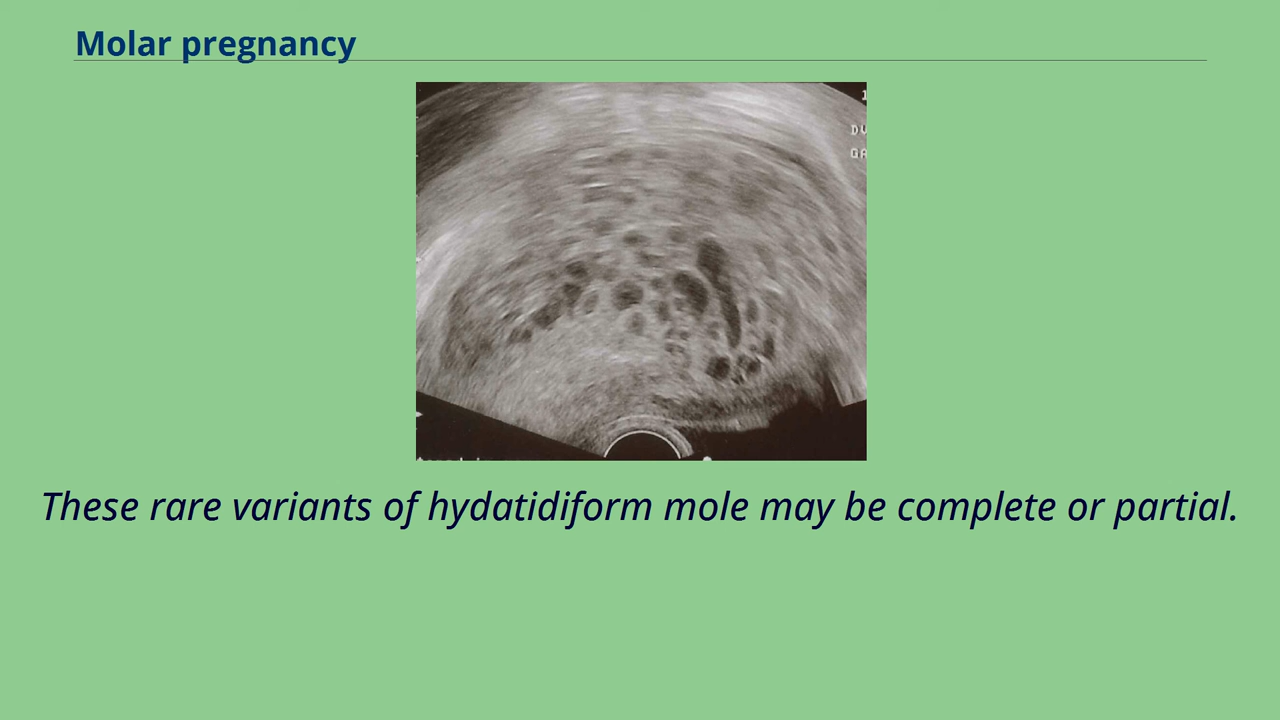 Molar pregnancy
These rare variants of hydatidiform mole may be complete or partial.